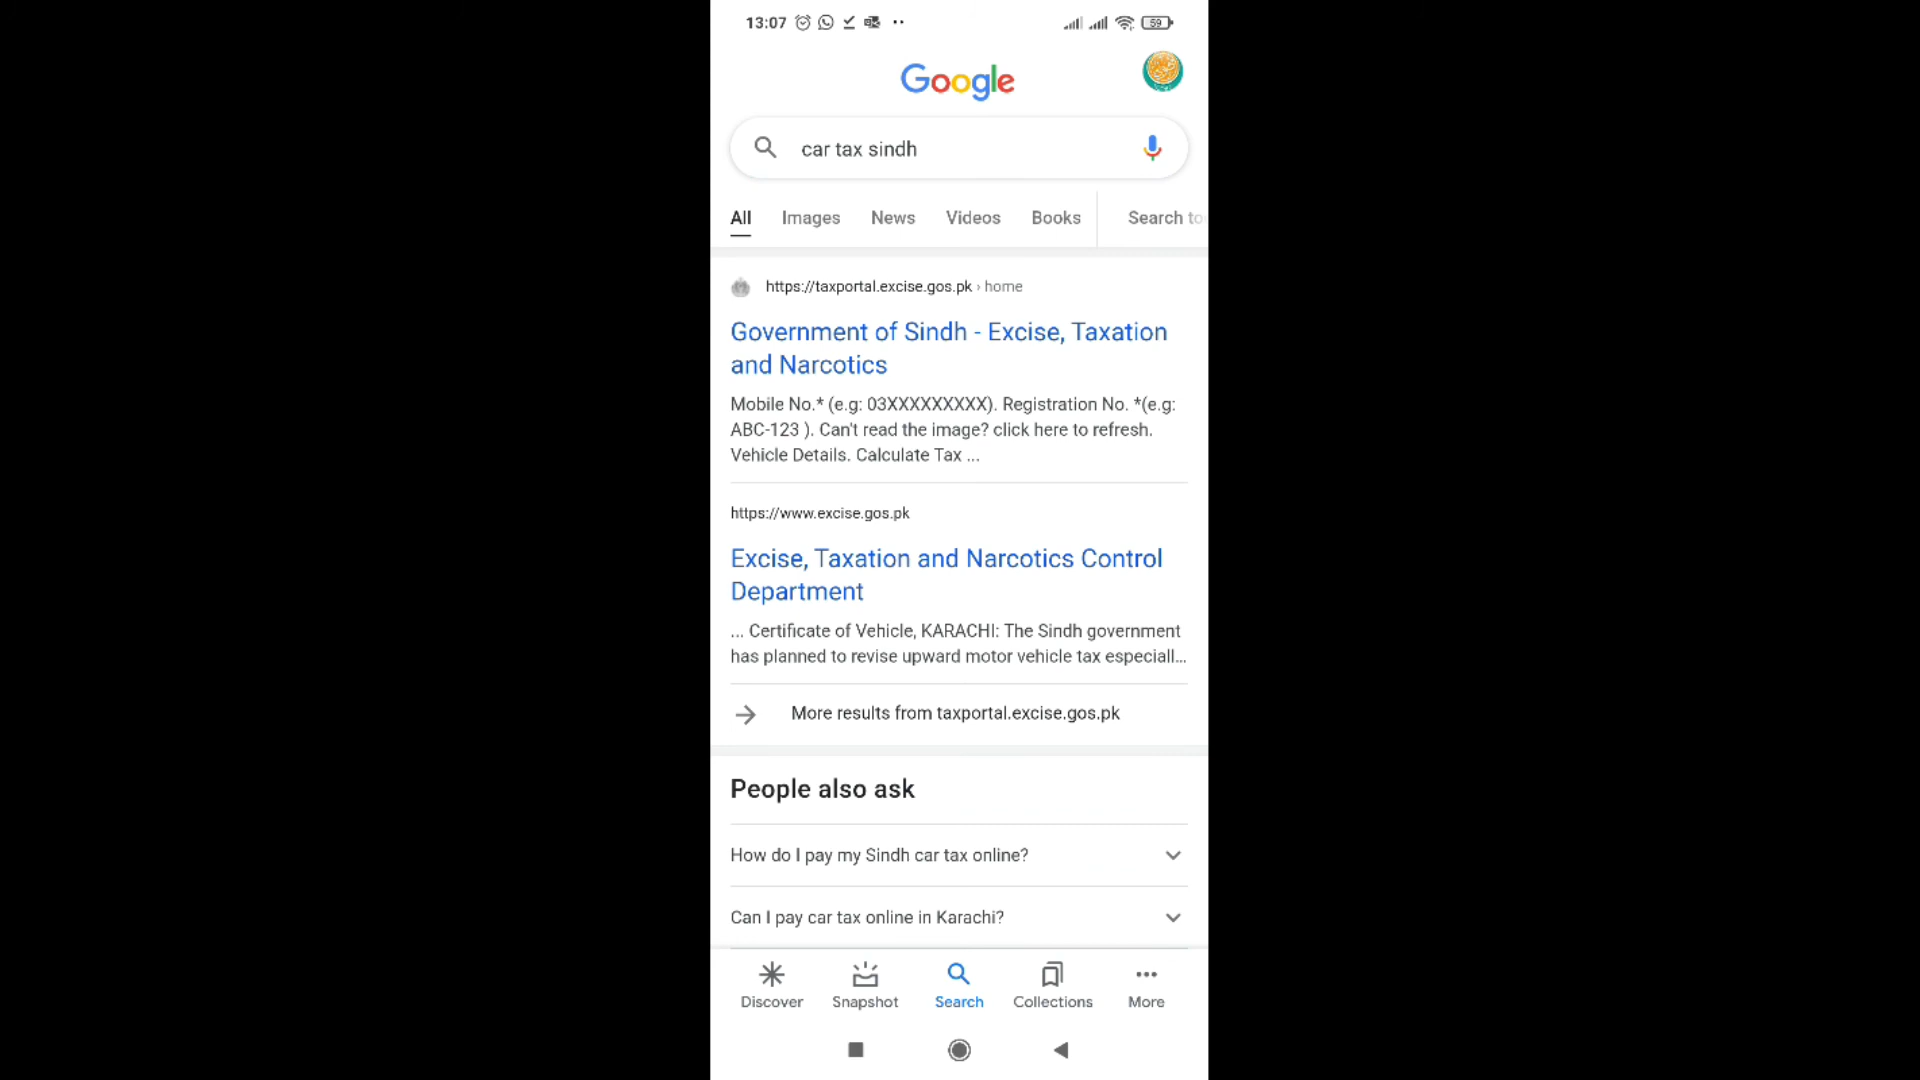 13:07
59
Google
car tax sindh
All Images News Videos Books Search to
https://taxportal.excise.gos.pk › home
Government of Sindh - Excise, Taxation
and Narcotics
Mobile No.* (e.g: 03XXXXXXXXX). Registration No. *(e.g:
ABC-123 ). Can't read the image? click here to refresh.
Vehicle Details. Calculate Tax ...
https://www.excise.gos.pk
Excise, Taxation and Narcotics Control
Department
... Certificate of Vehicle, KARACHI: The Sindh government
has planned to revise upward motor vehicle tax especiall...
More results from taxportal.excise.gos.pk
People also ask
How do I pay my Sindh car tax online?
Can I pay car tax online in Karachi?
Discover Snapshot Search Collections More